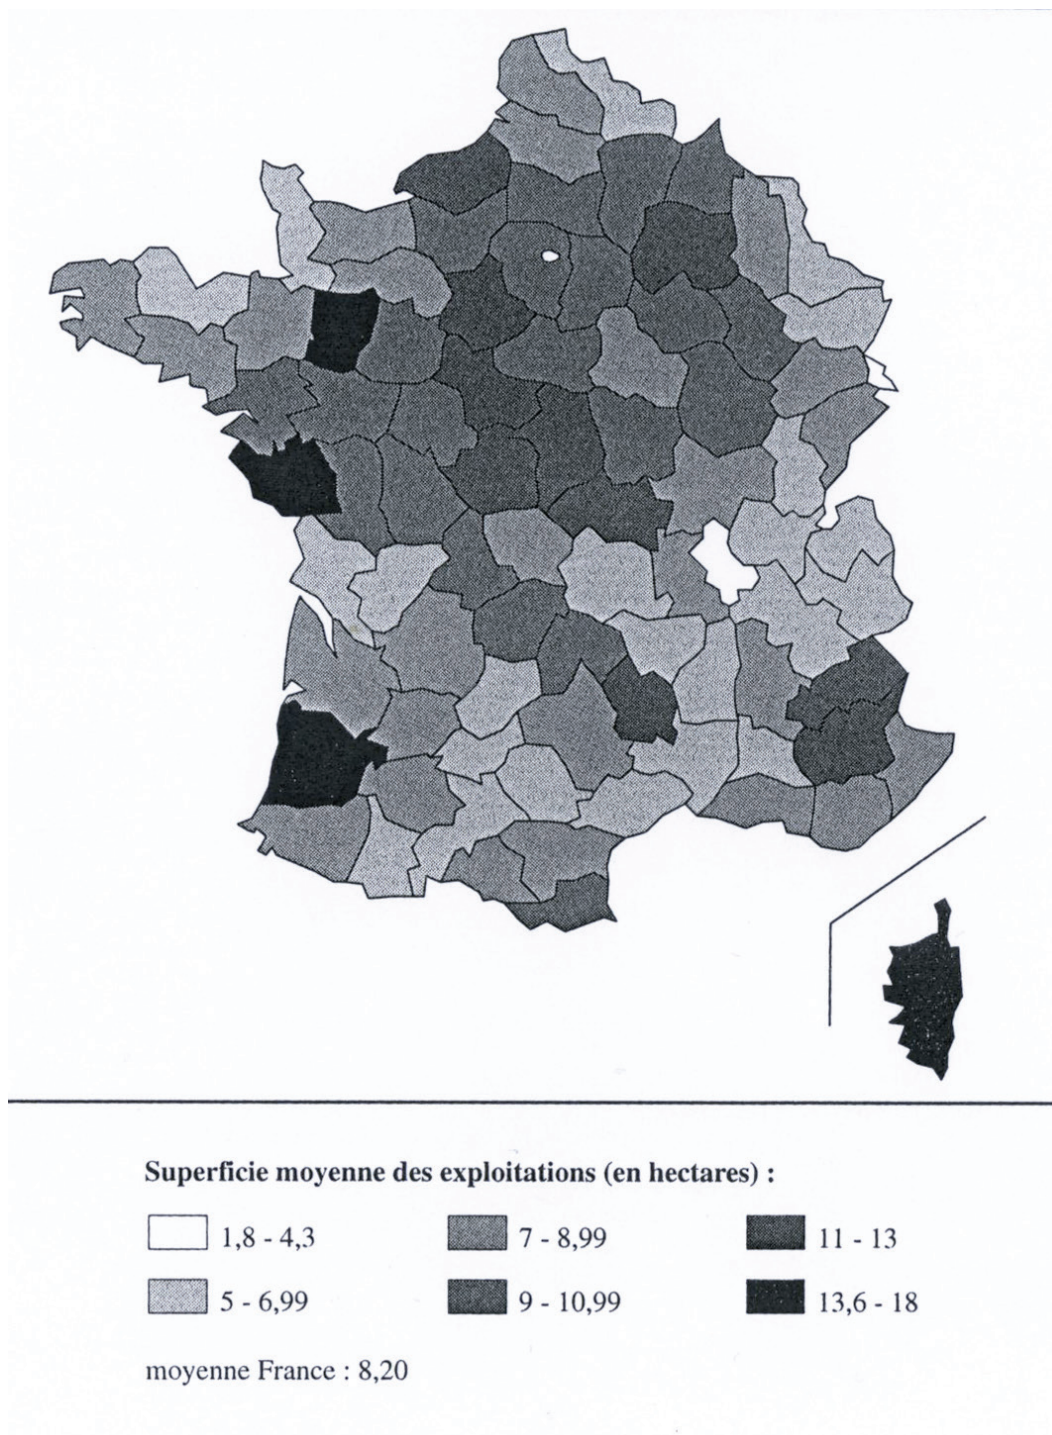 Superficie moyenne des exploitations (en hectares) :
1,8 - 4,3
7 - 8,99
11 - 13
5 - 6,99
9 - 10,99
13,6 - 18
moyenne France : 8,20